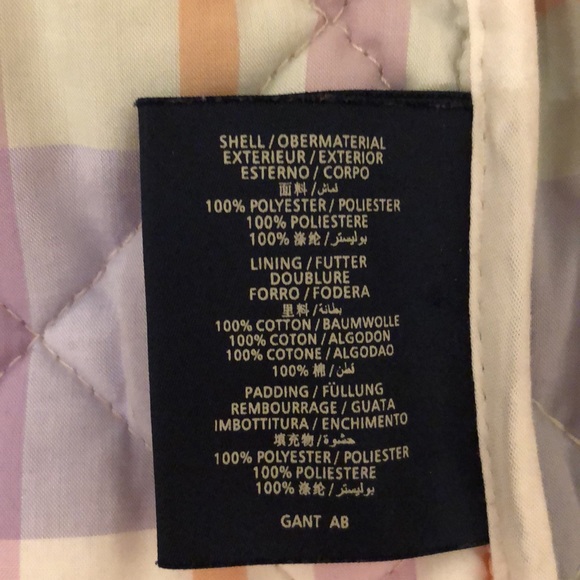 SHELL / OBERMATERIAL
EXTERIEUR / EXTERIOR
ESTERNO / CORPO
面料 / قماش
100% POLYESTER / POLIESTER
100% POLIESTERE
100% 涤纶 / بوليستر
LINING / FUTTER
DOUBLURE
FORRO / FODERA
里料 / بطانة
100% COTTON / BAUMWOLLE
100% COTON / ALGODON
100% COTONE / ALGODAO
100% 棉 / قطن
PADDING / FÜLLUNG
REMBOURRAGE / GUATA
IMBOTTITURA / ENCHIMENTO
填充物 / حشوة
100% POLYESTER / POLIESTER
100% POLIESTERE
100% 涤纶 / بوليستر
GANT AB